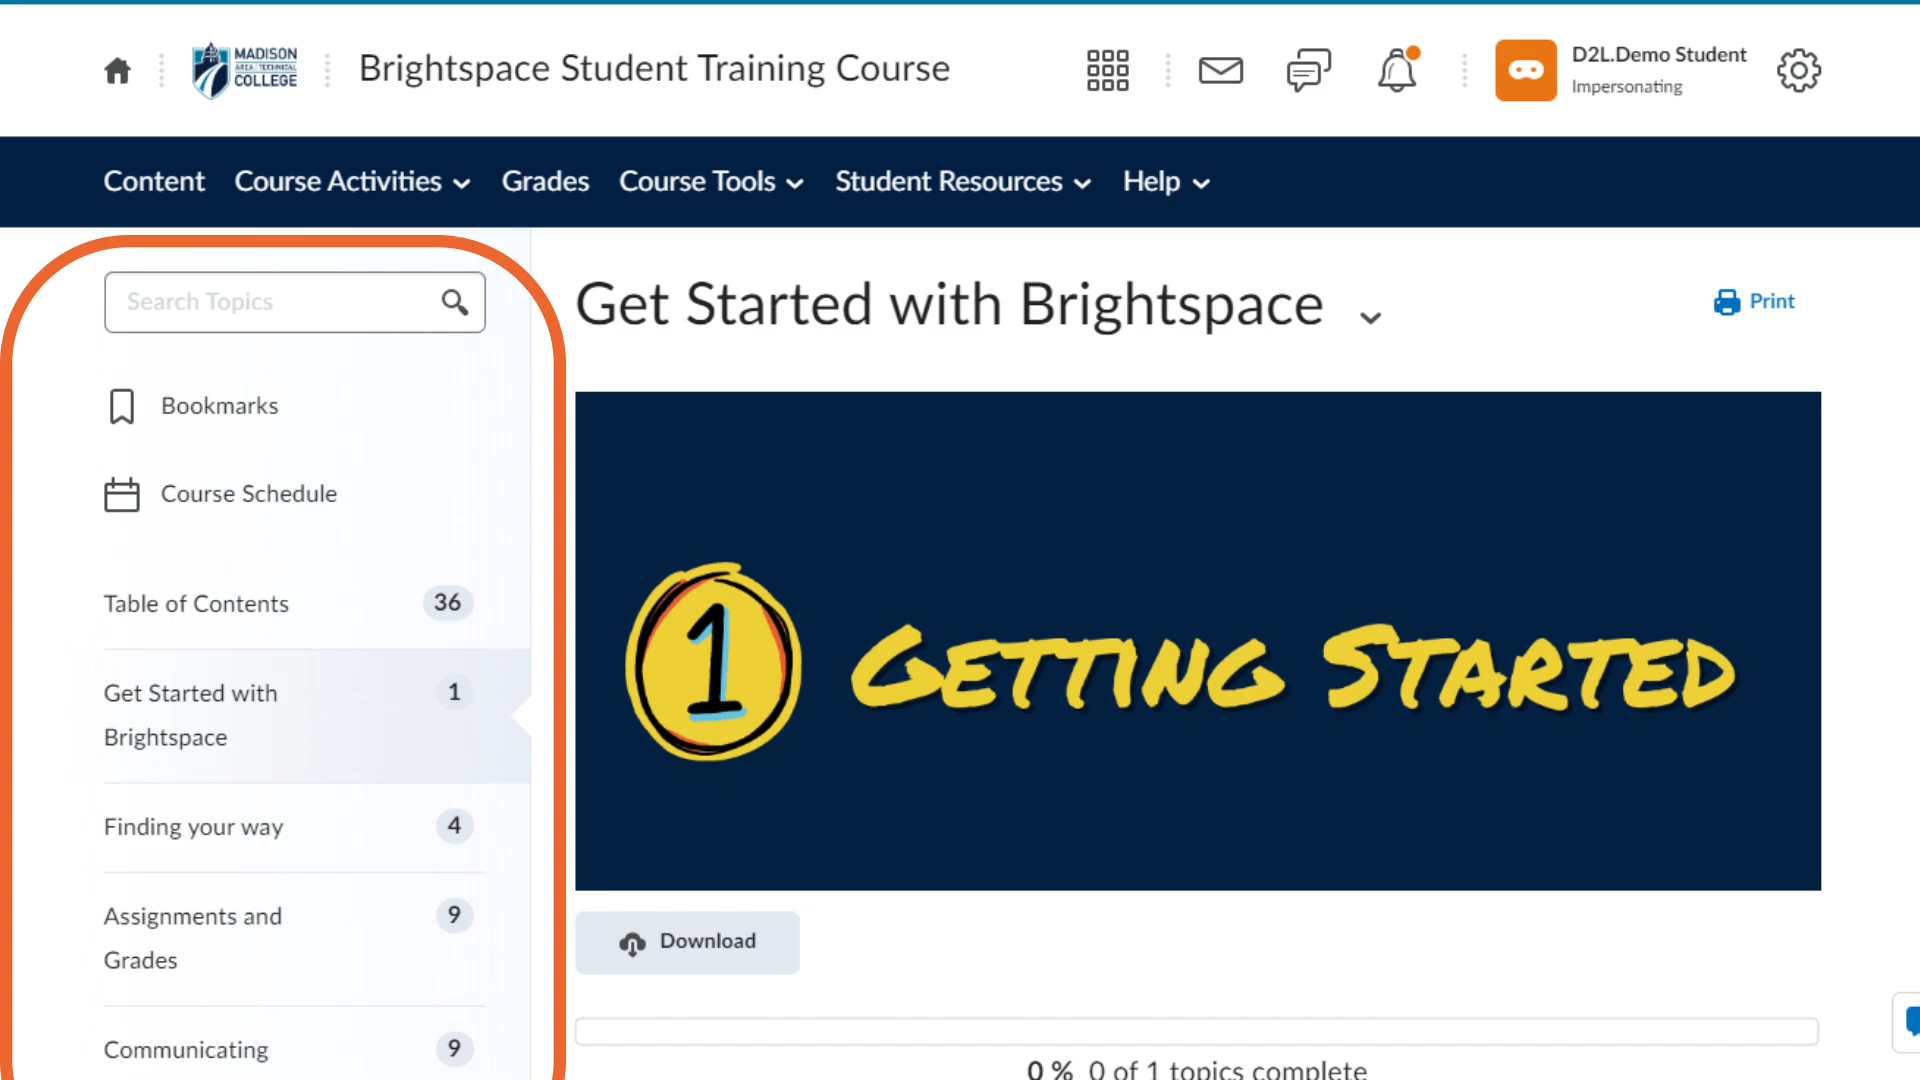 MADISON
AREA TECHNICAL
COLLEGE
Brightspace Student Training Course
D2L.Demo Student
Impersonating
Content Course Activities Grades Course Tools Student Resources Help
Search Topics
Bookmarks
Course Schedule
Table of Contents 36
Get Started with 1
Brightspace
Finding your way 4
Assignments and 9
Grades
Communicating 9
Get Started with Brightspace
Print
1 GETTING STARTED
Download
0 % 0 of 1 topics complete